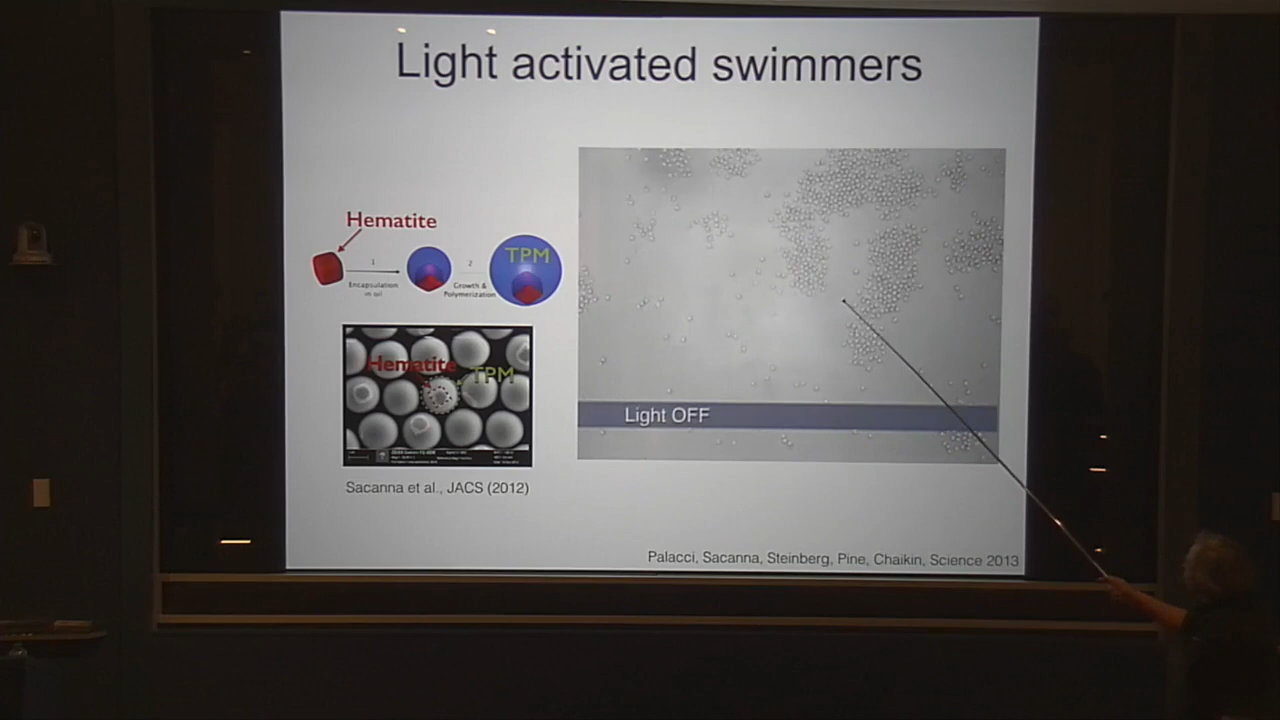 Light activated swimmers
Hematite
1
Encapsulation
in oil
2
Growth &
Polymerization
TPM
Hematite
TPM
Sacanna et al., JACS (2012)
Light OFF
Palacci, Sacanna, Steinberg, Pine, Chaikin, Science 2013